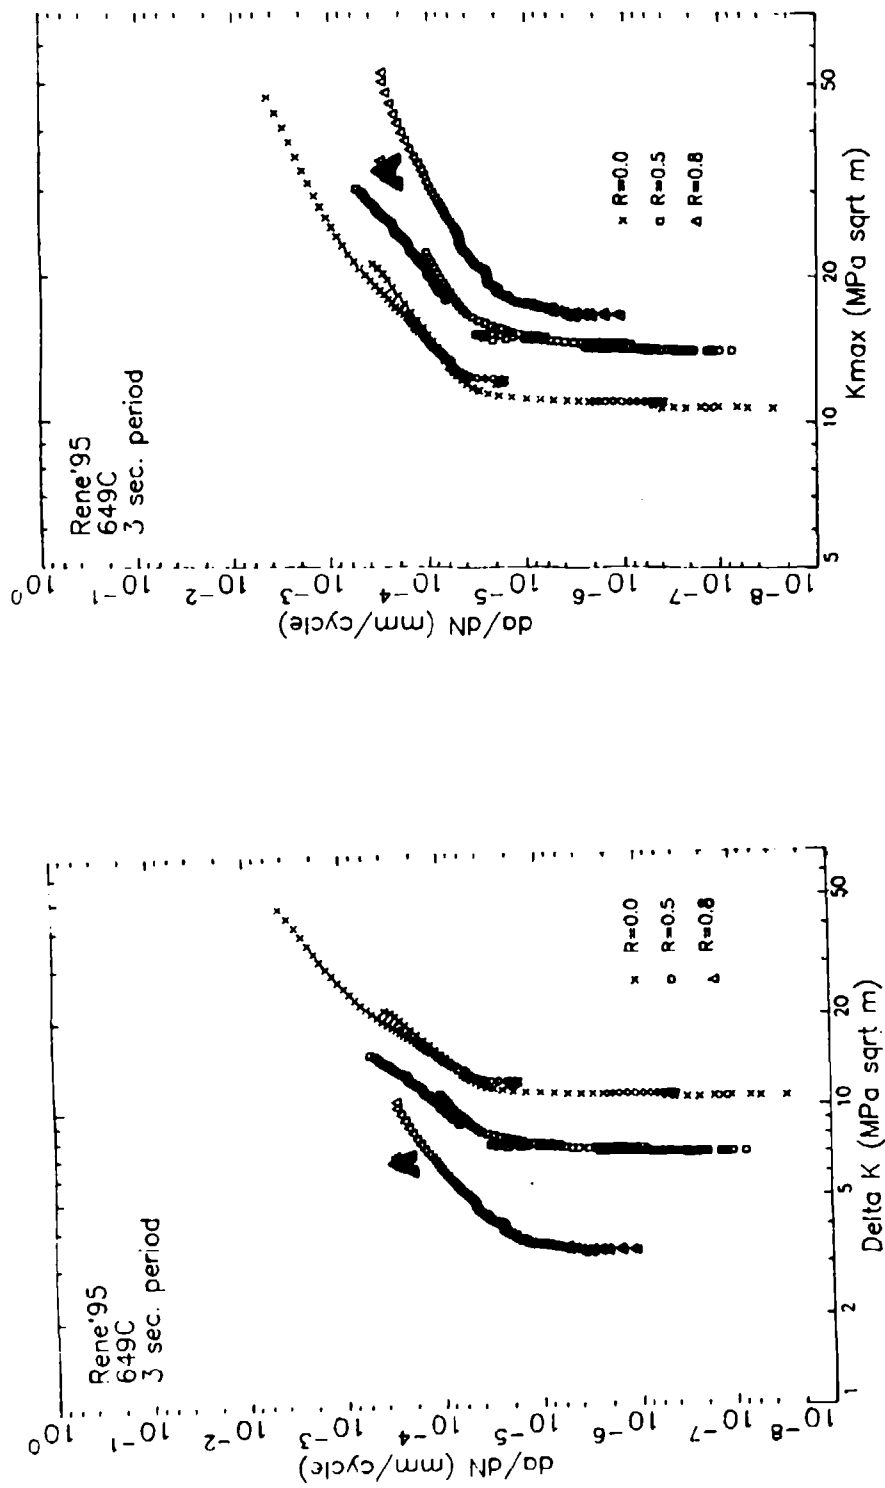 Rene'95
649C
3 sec. period
10⁰
10⁻¹
10⁻²
10⁻³
10⁻⁴
10⁻⁵
10⁻⁶
10⁻⁷
10⁻⁸
da/dN (mm/cycle)
x R=0.0
o R=0.5
△ R=0.8
1 2 5 10 20 50
Delta K (MPa sqrt m)
Rene'95
649C
3 sec. period
10⁰
10⁻¹
10⁻²
10⁻³
10⁻⁴
10⁻⁵
10⁻⁶
10⁻⁷
10⁻⁸
da/dN (mm/cycle)
x R=0.0
□ R=0.5
△ R=0.8
5 10 20 50
Kmax (MPa sqrt m)